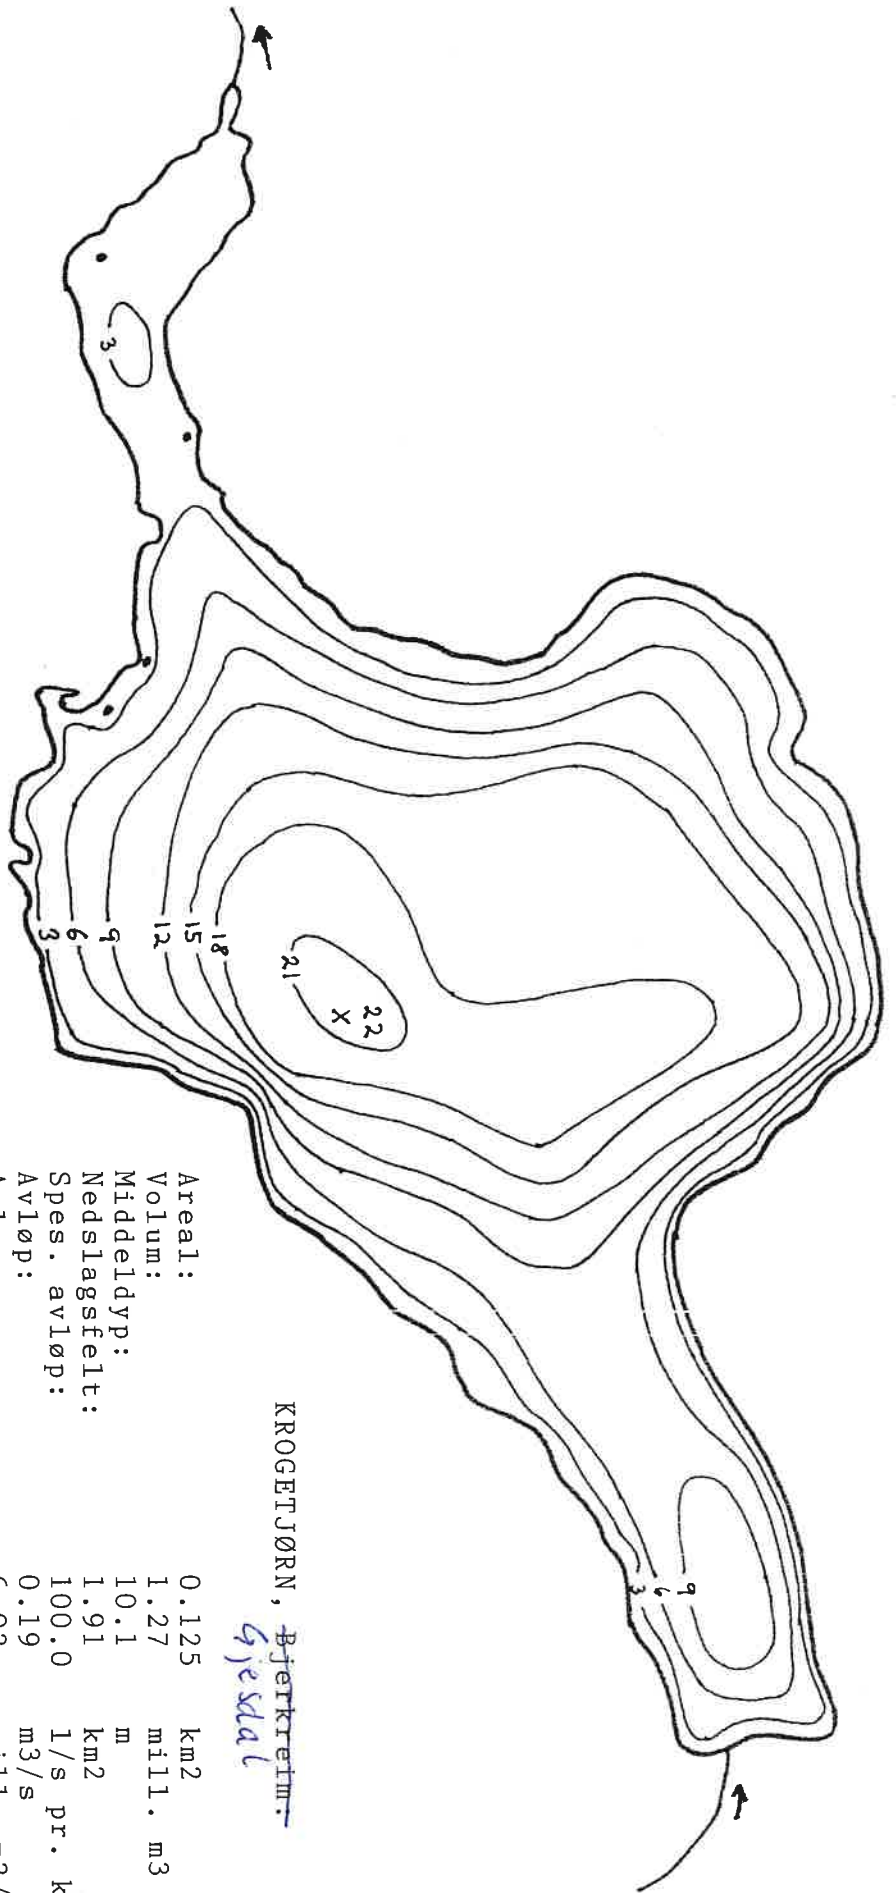 KROGETJØRN, Bjerkreim.
Gjesdal
Areal: 0.125 km2
Volum: 1.27 mill. m3
Middeldyp: 10.1 m
Nedslagsfelt: 1.91 km2
Spes. avløp: 100.0 l/s pr. k
Avløp: 0.19 m3/s
3
3
6
9
12
15
18
21
22
X
9
6
3